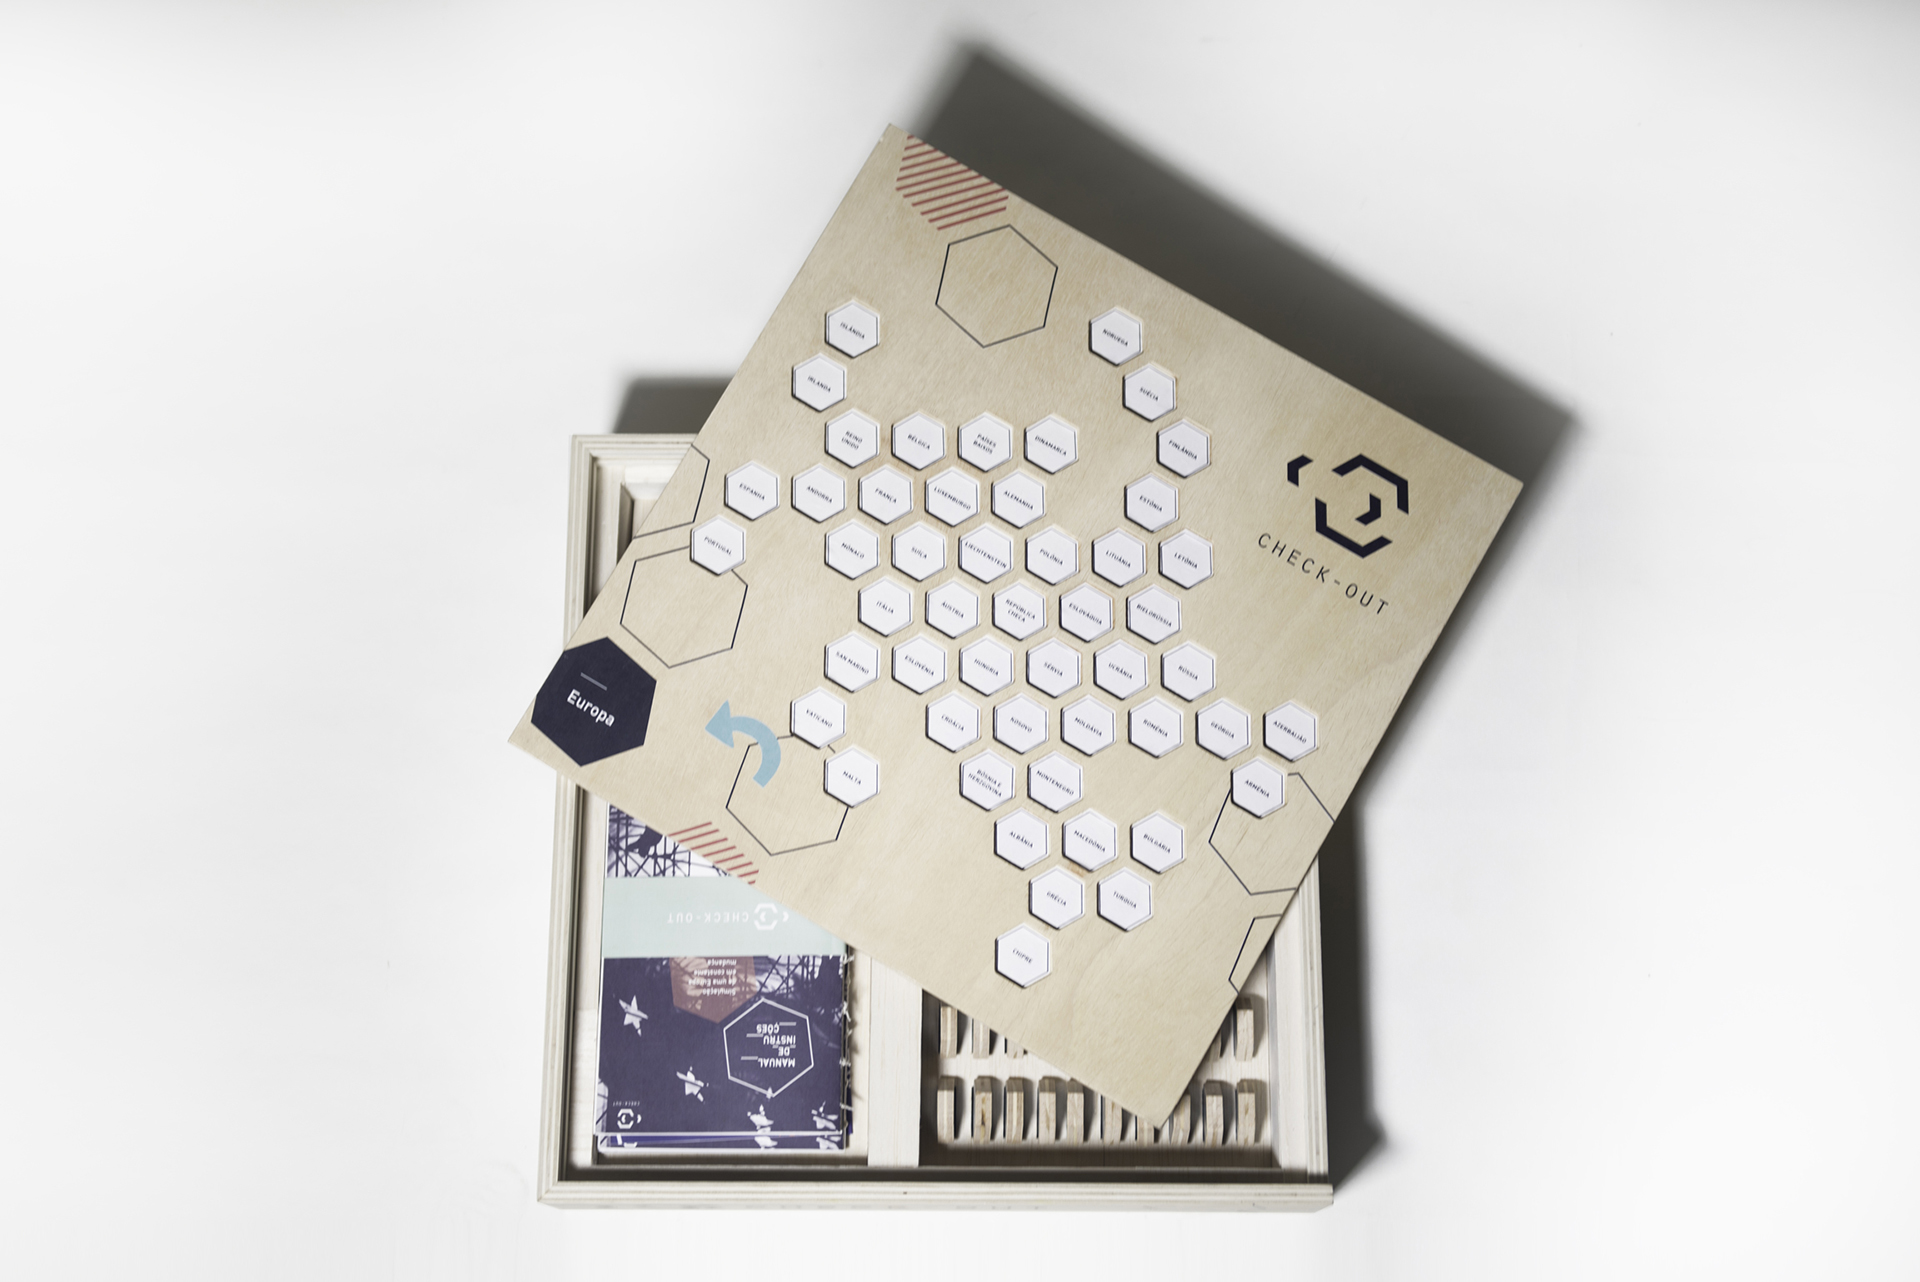 ISLÂNDIA
NORUEGA
IRLANDA
SUÉCIA
REINO
UNIDO
BÉLGICA
PAÍSES
BAIXOS
DINAMARCA
FINLÂNDIA
ESPANHA
ANDORRA
FRANÇA
LUXEMBURGO
ALEMANHA
ESTÓNIA
PORTUGAL
MÓNACO
SUÍÇA
LIECHTENSTEIN
POLÓNIA
LITUÂNIA
LETÓNIA
ITÁLIA
ÁUSTRIA
REPÚBLICA
CHECA
ESLOVÁQUIA
BIELORÚSSIA
SAN MARINO
ESLOVÉNIA
HUNGRIA
SÉRVIA
UCRÂNIA
RÚSSIA
VATICANO
CROÁCIA
KOSOVO
MOLDÁVIA
ROMÉNIA
GEÓRGIA
AZERBAIJÃO
MALTA
BÓSNIA E
HERZGOVINA
MONTENEGRO
ARMÉNIA
ALBÂNIA
MACEDÓNIA
BULGÁRIA
GRÉCIA
TURQUIA
CHIPRE
CHECK-OUT
Europa
CHECK-OUT
MANUAL
DE
INSTRU
ÇÕES
Simulação
de uma Europa
em constante
mudança